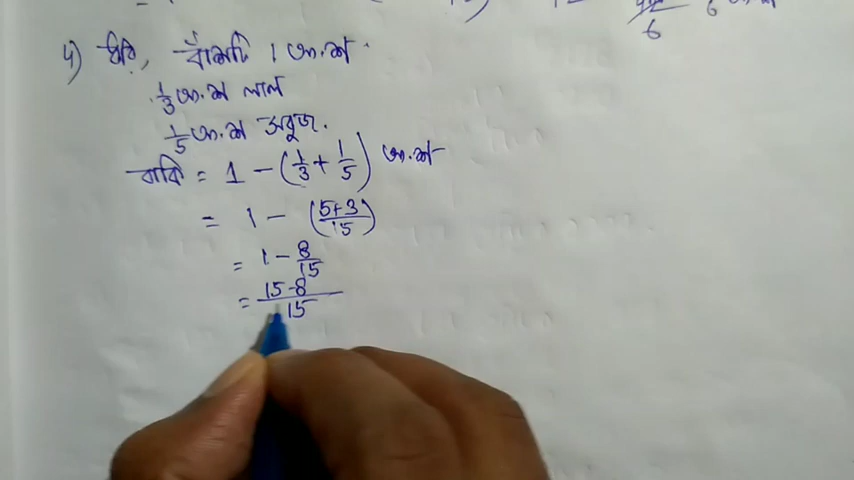 4) ধরি, বাঁশটি 1 অংশ.
1/3 অংশ লাল
1/5 অংশ সবুজ.
বাকি = 1 - (1/3 + 1/5) অংশ
= 1 - (5+3/15)
= 1 - 8/15
= 15-8/15